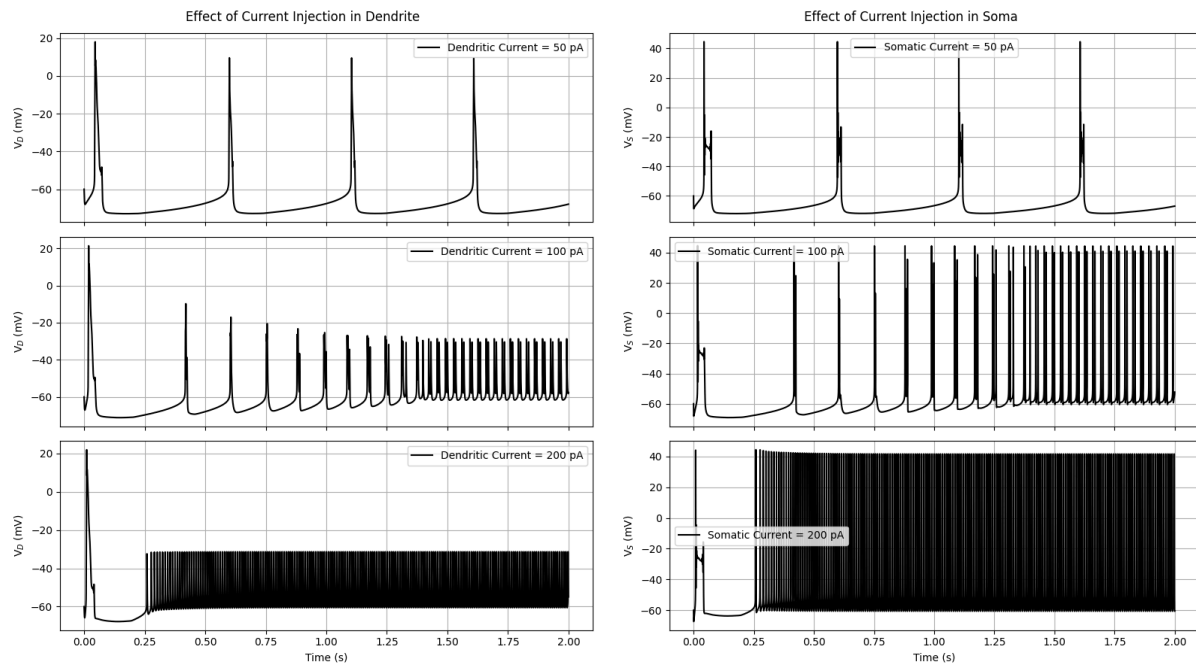 Effect of Current Injection in Dendrite
20
0
−20
−40
−60
V_D (mV)
Dendritic Current = 50 pA
20
0
−20
−40
−60
V_D (mV)
Dendritic Current = 100 pA
20
0
−20
−40
−60
V_D (mV)
Dendritic Current = 200 pA
0.00 0.25 0.50 0.75 1.00 1.25 1.50 1.75 2.00
Time (s)
Effect of Current Injection in Soma
40
20
0
−20
−40
−60
V_S (mV)
Somatic Current = 50 pA
40
20
0
−20
−40
−60
V_S (mV)
Somatic Current = 100 pA
40
20
0
−20
−40
−60
V_S (mV)
Somatic Current = 200 pA
0.00 0.25 0.50 0.75 1.00 1.25 1.50 1.75 2.00
Time (s)